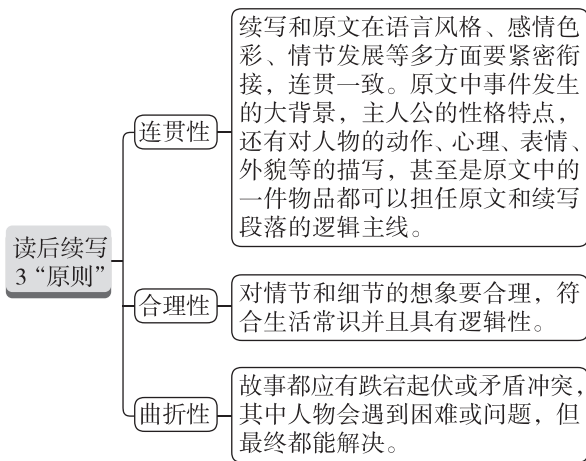 读后续写
3“原则”
连贯性
续写和原文在语言风格、感情色
彩、情节发展等多方面要紧密衔
接，连贯一致。原文中事件发生
的大背景，主人公的性格特点，
还有对人物的动作、心理、表情、
外貌等的描写，甚至是原文中的
一件物品都可以担任原文和续写
段落的逻辑主线。
合理性
对情节和细节的想象要合理，符
合生活常识并且具有逻辑性。
曲折性
故事都应有跌宕起伏或矛盾冲突，
其中人物会遇到困难或问题，但
最终都能解决。